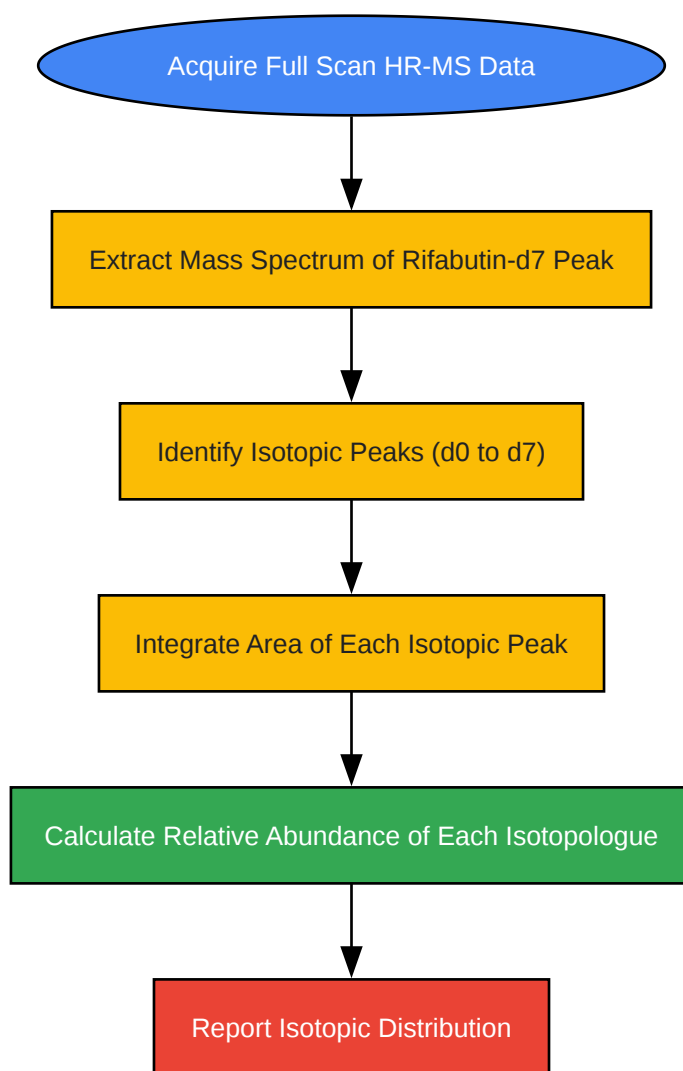 Acquire Full Scan HR-MS Data
Extract Mass Spectrum of Rifabutin-d7 Peak
Identify Isotopic Peaks (d0 to d7)
Integrate Area of Each Isotopic Peak
Calculate Relative Abundance of Each Isotopologue
Report Isotopic Distribution